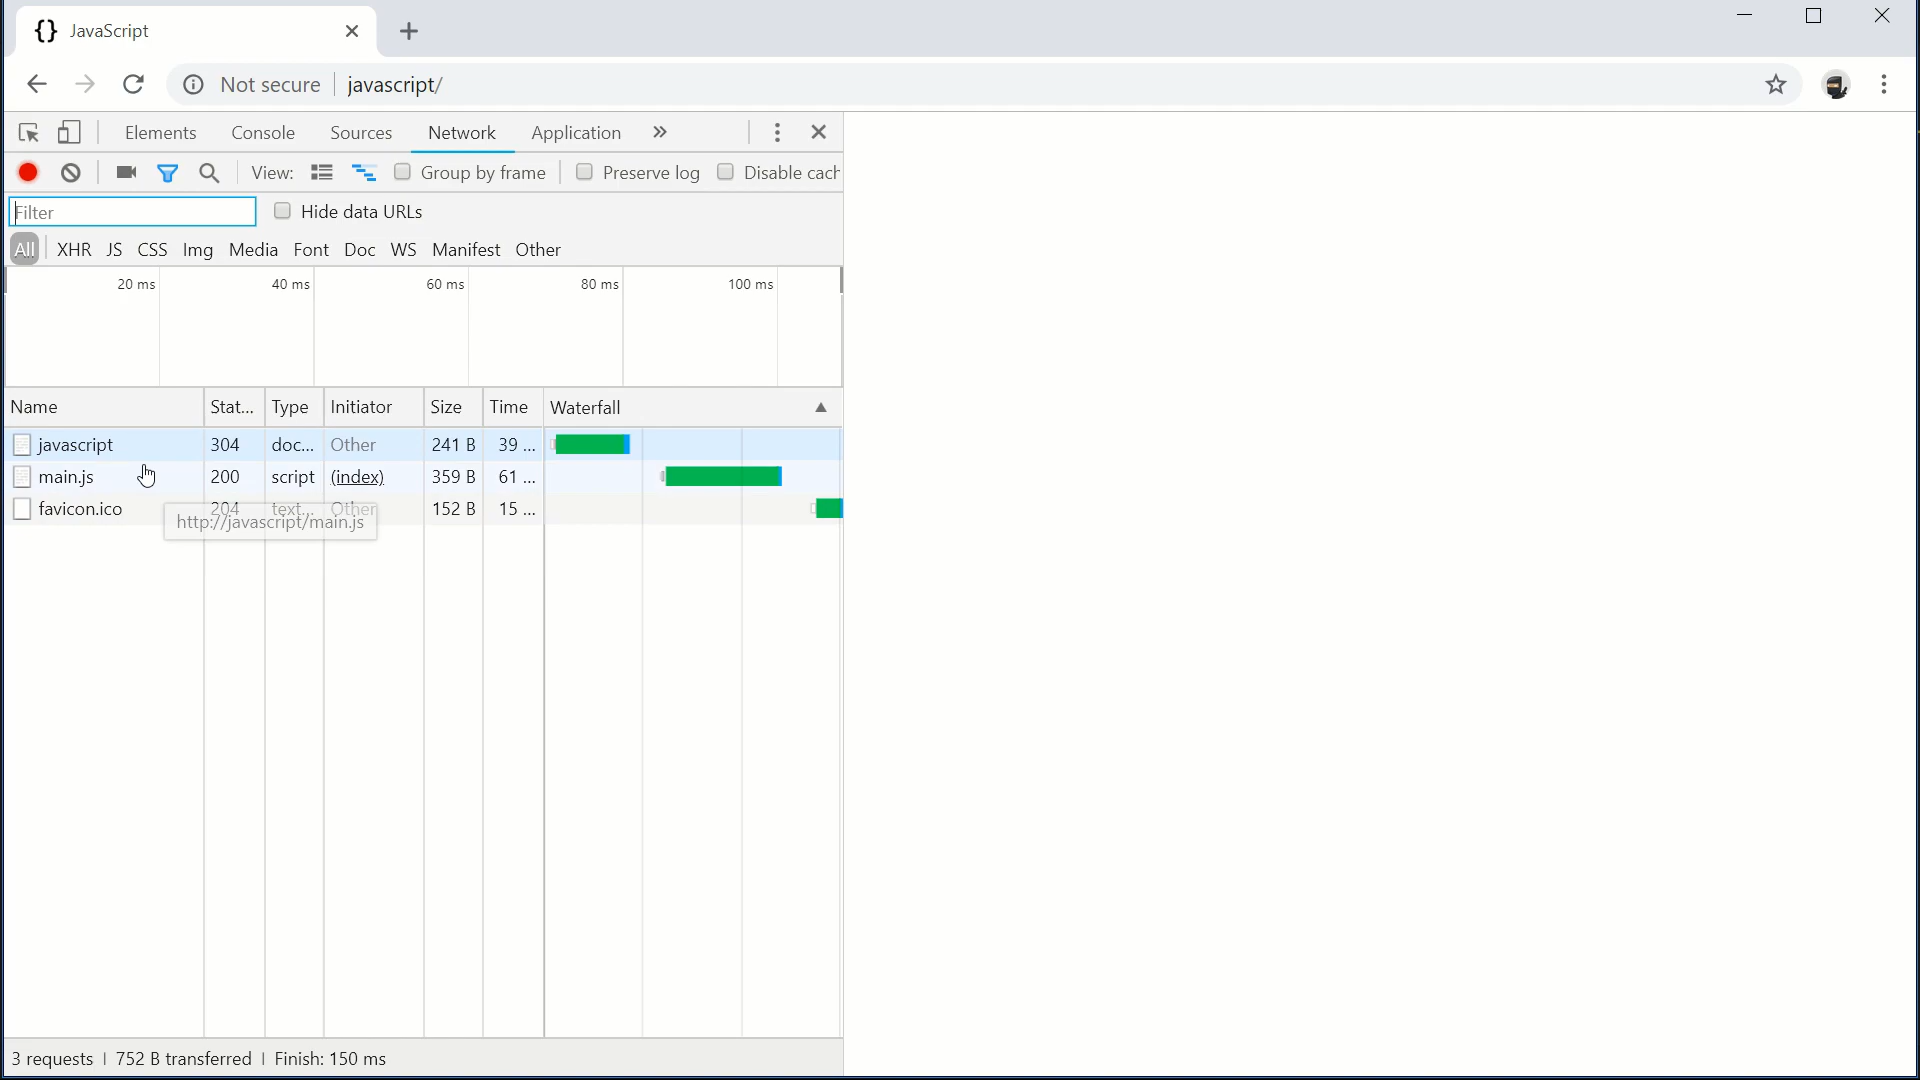 {} JavaScript
Not secure javascript/
Elements Console Sources Network Application »
View: Group by frame Preserve log Disable cach
Filter Hide data URLs
All XHR JS CSS Img Media Font Doc WS Manifest Other
20 ms 40 ms 60 ms 80 ms 100 ms
Name Stat... Type Initiator Size Time Waterfall
javascript 304 doc... Other 241 B 39 ...
main.js 200 script (index) 359 B 61 ...
favicon.ico 204 text... Other 152 B 15 ...
http://javascript/main.js
3 requests | 752 B transferred | Finish: 150 ms